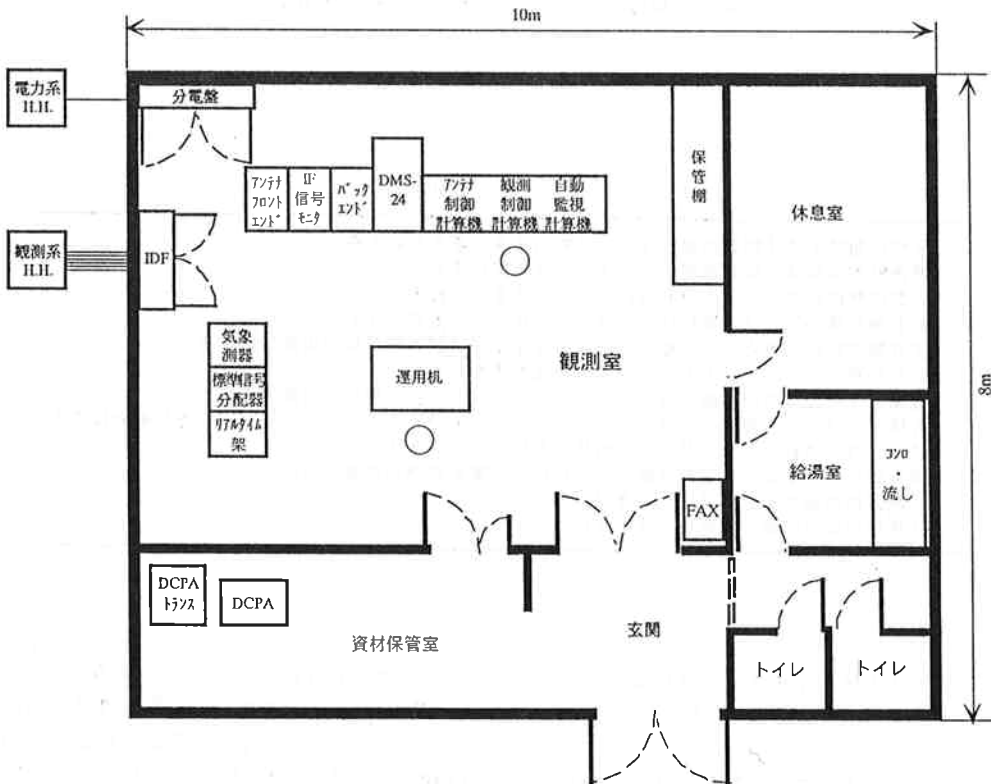 10m
電力系
H.H.
分電盤
アンテナ
フロント
エンド
IF
信号
モニタ
バック
エンド
DMS-
24
アンテナ
制御
計算機
観測
制御
計算機
自動
監視
計算機
保
管
棚
休息室
観測系
H.H.
IDF
8m
気象
測器
標準信号
分配器
リアルタイム
架
運用机
観測室
給湯室
コンロ
・
流し
FAX
DCPA
トランス
DCPA
資材保管室
玄関
トイレ
トイレ